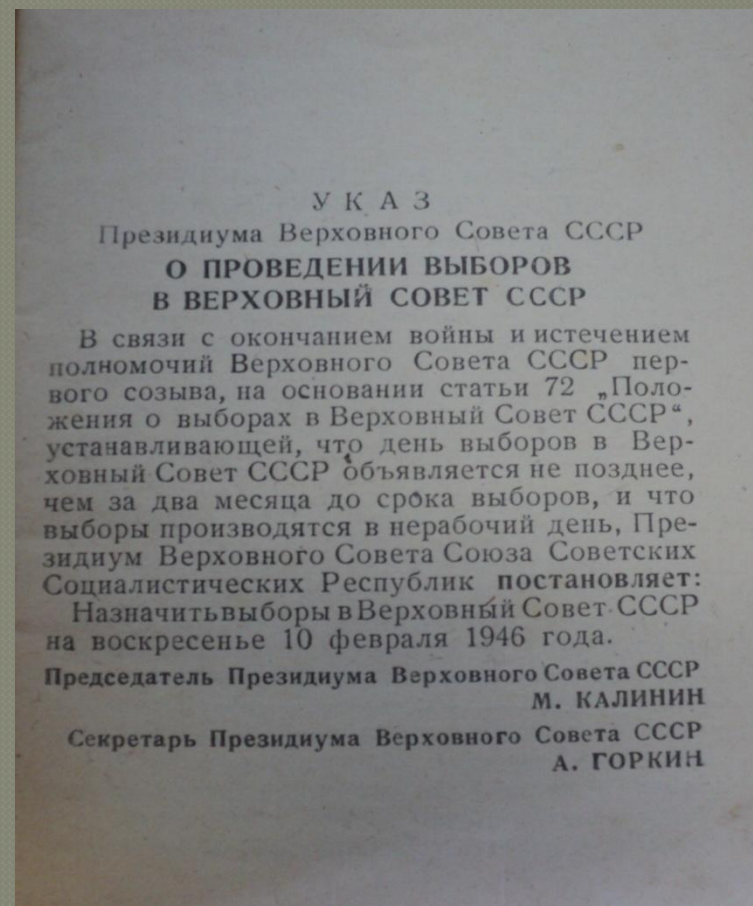 УКАЗ
Президиума Верховного Совета СССР
О ПРОВЕДЕНИИ ВЫБОРОВ
В ВЕРХОВНЫЙ СОВЕТ СССР
В связи с окончанием войны и истечением
полномочий Верховного Совета СССР пер-
вого созыва, на основании статьи 72 „Поло-
жения о выборах в Верховный Совет СССР“,
устанавливающей, что день выборов в Вер-
ховный Совет СССР объявляется не позднее,
чем за два месяца до срока выборов, и что
выборы производятся в нерабочий день, Пре-
зидиум Верховного Совета Союза Советских
Социалистических Республик постановляет:
Назначить выборы в Верховный Совет СССР
на воскресенье 10 февраля 1946 года.
Председатель Президиума Верховного Совета СССР
М. КАЛИНИН
Секретарь Президиума Верховного Совета СССР
А. ГОРКИН